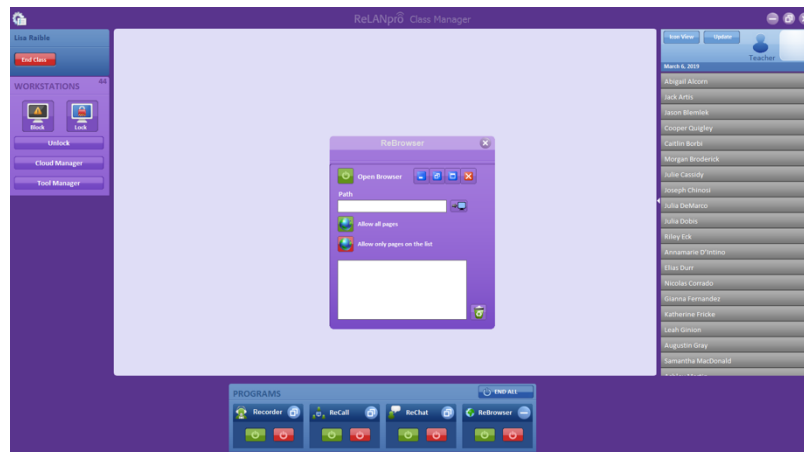 ReLANpro Class Manager
Lisa Raible
End Class
WORKSTATIONS 44
Block Lock
Unlock
Cloud Manager
Tool Manager
ReBrowser
Open Browser
Path
Allow all pages
Allow only pages on the list
Icon View Update
Teacher
March 6, 2019
Abigail Alcorn
Jack Artis
Jason Blemlek
Cooper Quigley
Caitlin Borbi
Morgan Broderick
Julie Cassidy
Joseph Chinosi
Julia DeMarco
Julia Dobis
Riley Eck
Annamarie D'Intino
Elias Durr
Nicolas Corrado
Gianna Fernandez
Katherine Fricke
Leah Ginion
Augustin Gray
Samantha MacDonald
PROGRAMS END ALL
Recorder ReCall ReChat ReBrowser